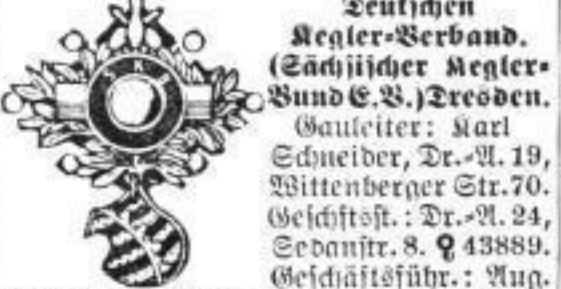 Deutschen
Kegler-Verband.
(Sächsischer Kegler-
Bund E.V.) Dresden.
Gauleiter: Karl
Schneider, Dr.-A. 19,
Wittenberger Str. 70.
Geschftsst.: Dr.-A. 24,
Sedanstr. 8. 43889.
Geschäftsführ.: Aug.